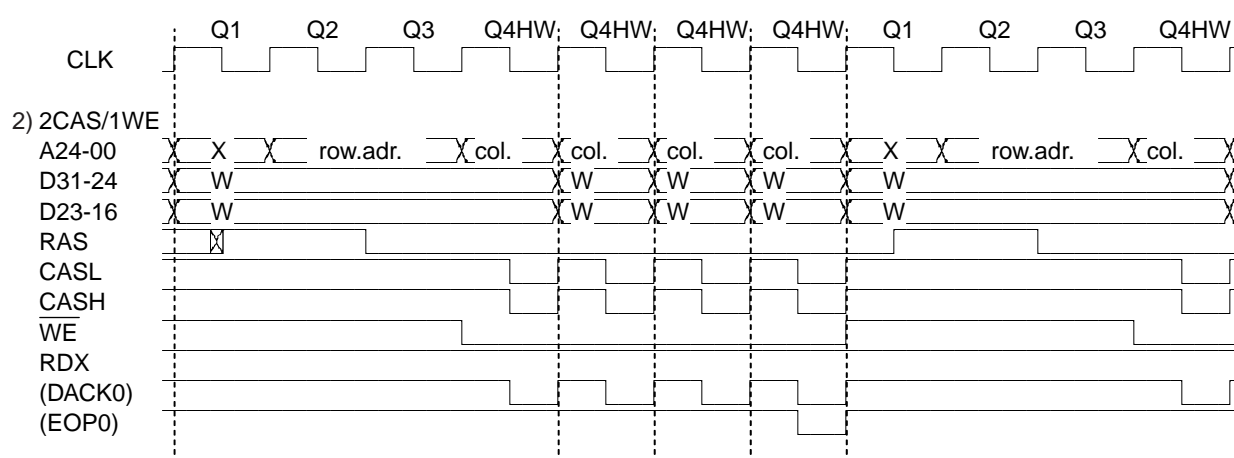 Q1 Q2 Q3 Q4HW Q4HW Q4HW Q4HW Q1 Q2 Q3 Q4HW
CLK
2) 2CAS/1WE
A24-00 X row.adr. col. col. col. col. X row.adr. col.
D31-24 W W W W W
D23-16 W W W W W
RAS
CASL
CASH
WE
RDX
(DACK0)
(EOP0)